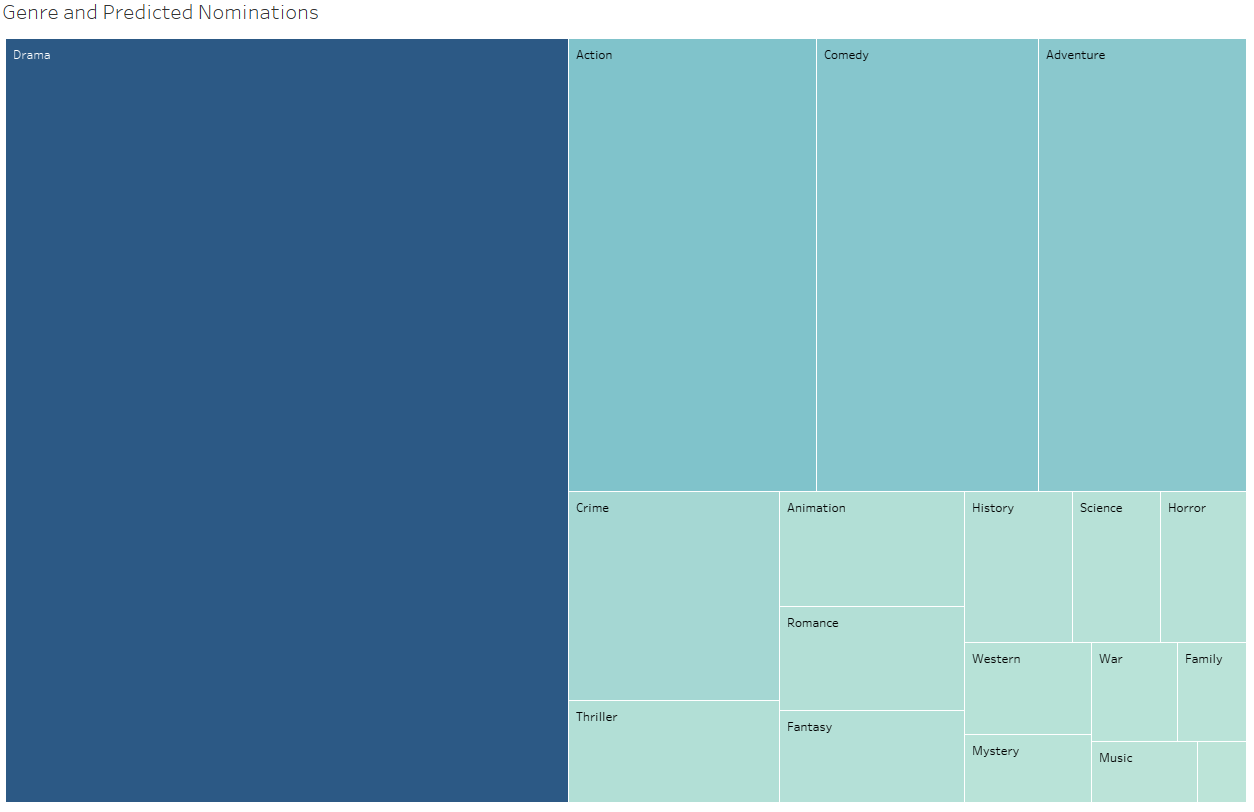 Genre and Predicted Nominations
Drama
Action
Comedy
Adventure
Crime
Animation
History
Science
Horror
Romance
Western
War
Family
Thriller
Fantasy
Mystery
Music